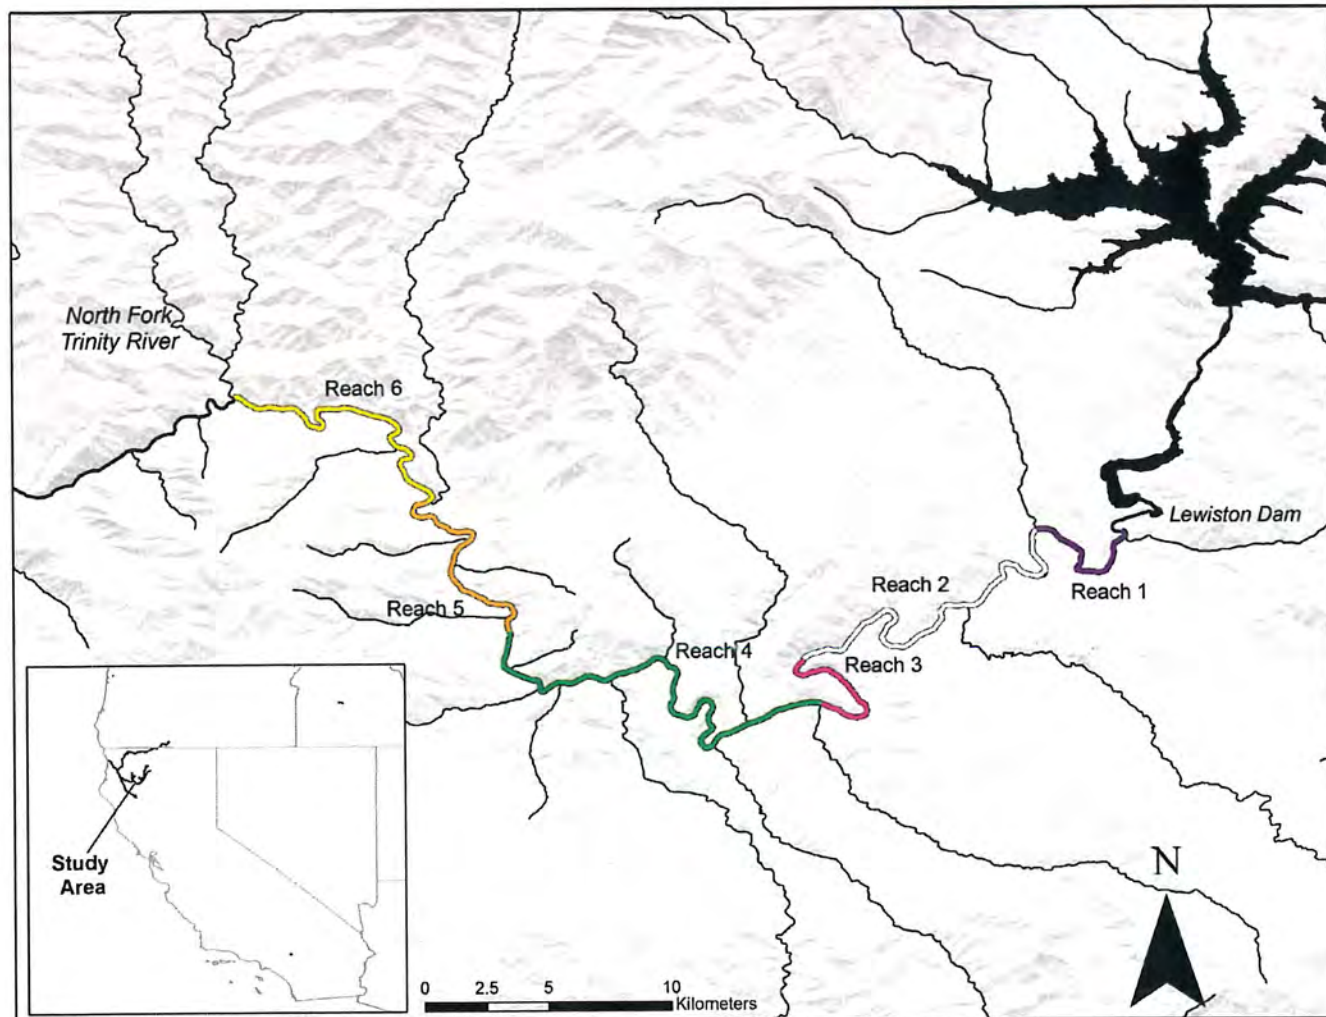 North Fork
Trinity River
Reach 6
Lewiston Dam
Reach 2
Reach 1
Reach 5
Reach 4
Reach 3
Study
Area
N
0 2.5 5 10
Kilometers